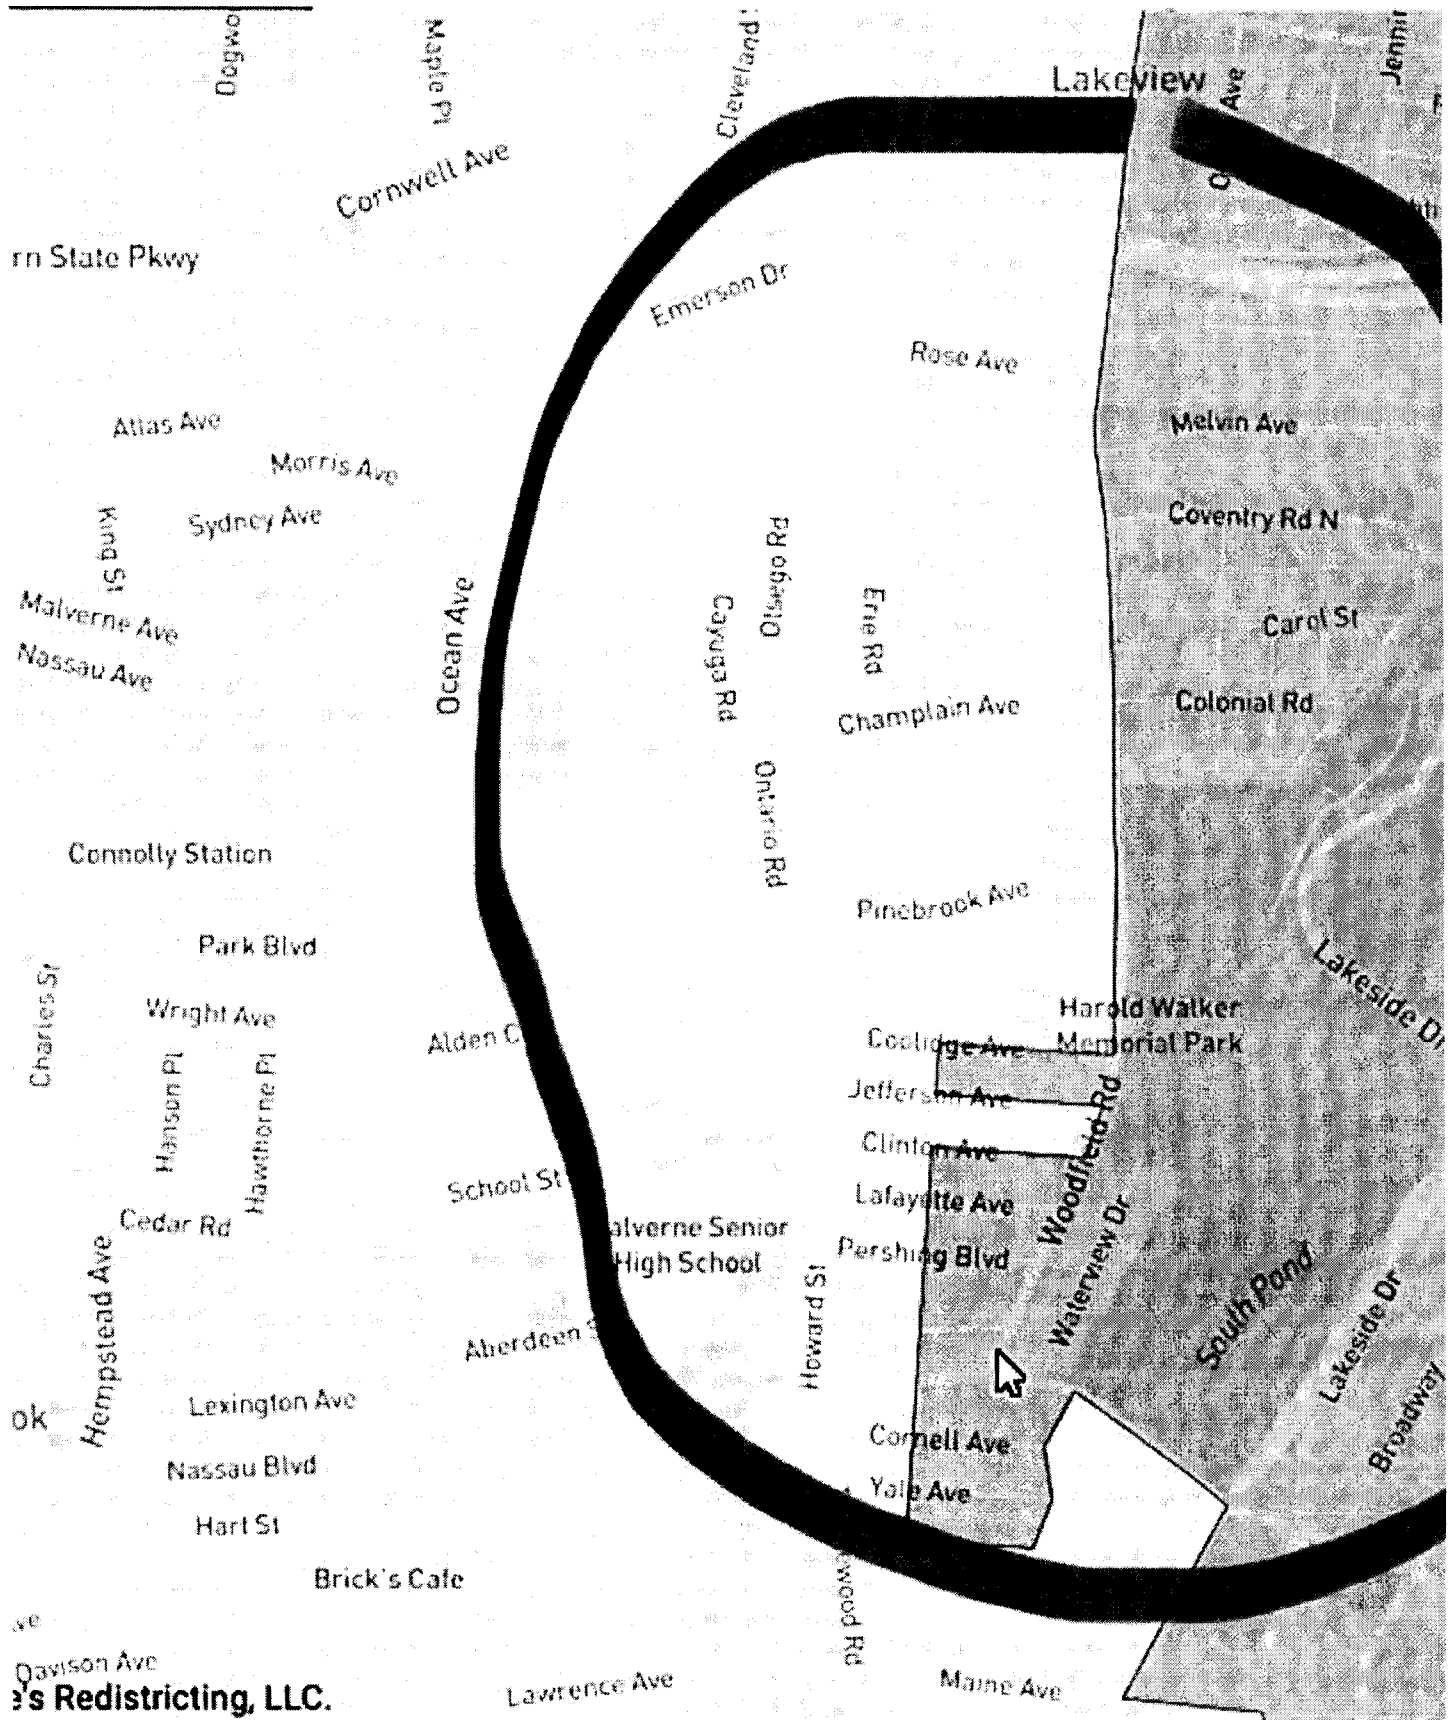 Dogwo
Maple Pl
Cleveland
Lakeview
Ave
Jennin
Cornwell Ave
rn State Pkwy
Emerson Dr
Rose Ave
Atlas Ave
Melvin Ave
Morris Ave
King St
Sydney Ave
Coventry Rd N
Otsego Rd
Ocean Ave
Cayuga Rd
Erie Rd
Malverne Ave
Carol St
Nassau Ave
Champlain Ave
Colonial Rd
Ontario Rd
Connolly Station
Pinebrook Ave
Park Blvd
Lakeside Dr
Charles St
Wright Ave
Harold Walker
Memorial Park
Alden C
Coolidge Ave
Hanson Pl
Hawthorne Pl
Jefferson Ave
Woodfield Rd
Clinton Ave
School St
Lafayette Ave
Cedar Rd
alverne Senior
High School
Pershing Blvd
Waterview Dr
South Pond
Hempstead Ave
Howard St
Aberdeen S
Lakeside Dr
Lexington Ave
ok
Broadway
Cornell Ave
Nassau Blvd
Yale Ave
Hart St
Brick's Cafe
wood Rd
ve
Davison Ave
e's Redistricting, LLC.
Lawrence Ave
Maine Ave